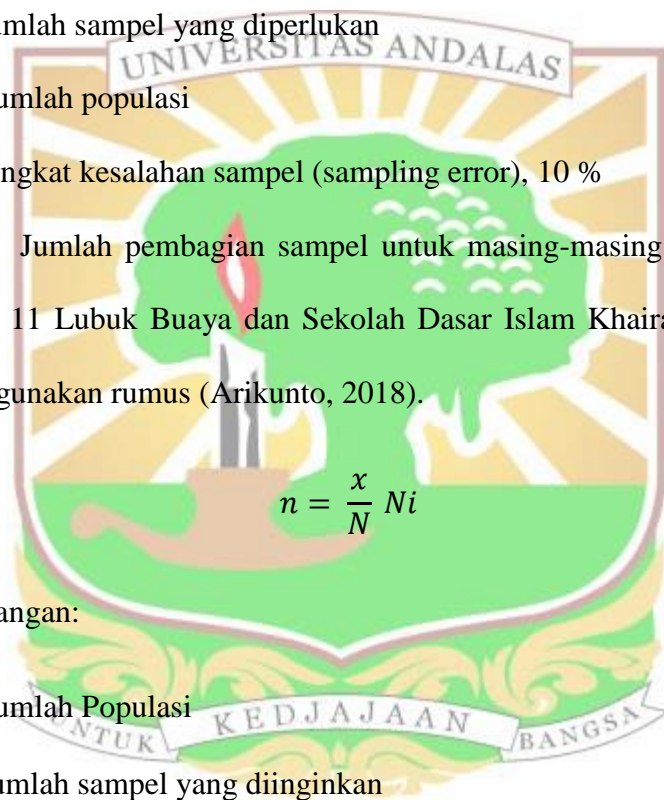 umlah sampel yang diperlukan
UNIVERSITAS ANDALAS
umlah populasi
ngkat kesalahan sampel (sampling error), 10 %
Jumlah pembagian sampel untuk masing-masing
11 Lubuk Buaya dan Sekolah Dasar Islam Khaira
gunakan rumus (Arikunto, 2018).
n = x/N Ni
angan:
umlah Populasi
UNTUK KEDJAJAAN BANGSA
umlah sampel yang diinginkan